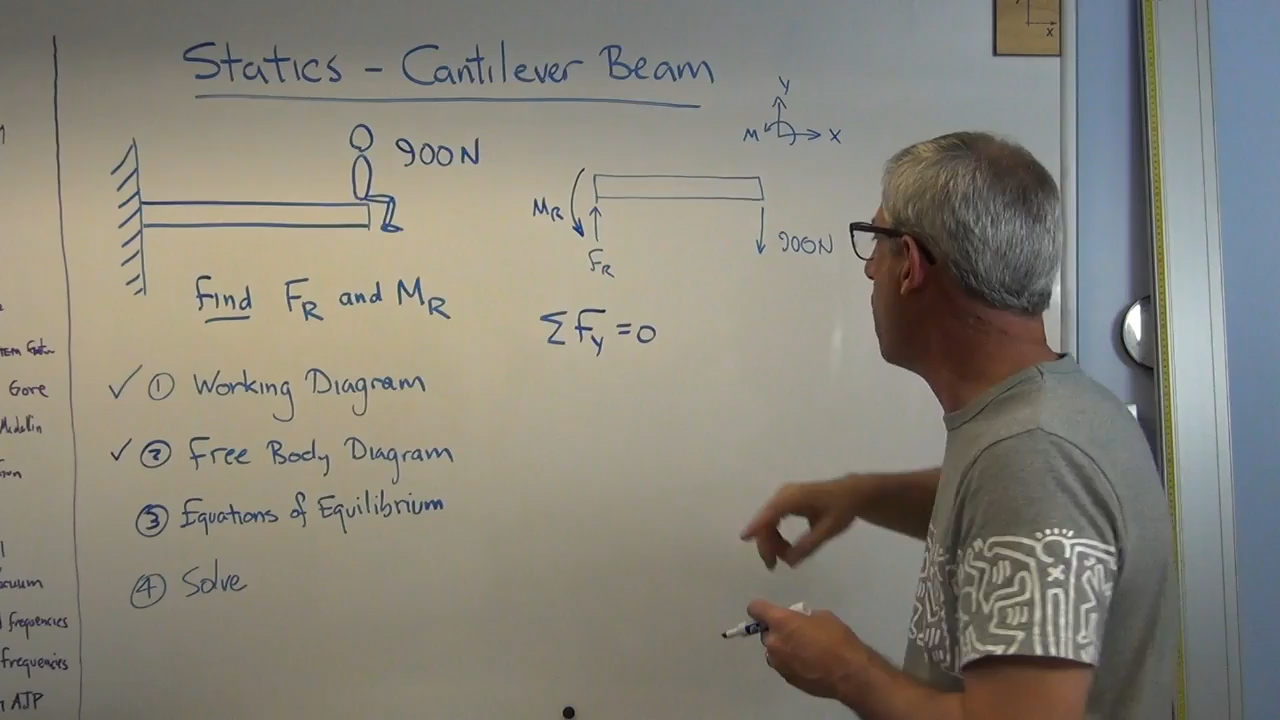 Statics - Cantilever Beam
900N
Find FR and MR
✓ ① Working Diagram
✓ ② Free Body Diagram
③ Equations of Equilibrium
④ Solve
Y
M X
MR
FR
900N
ΣFy = 0
x
Gore
Medellin
frequencies
frequencies
AJP